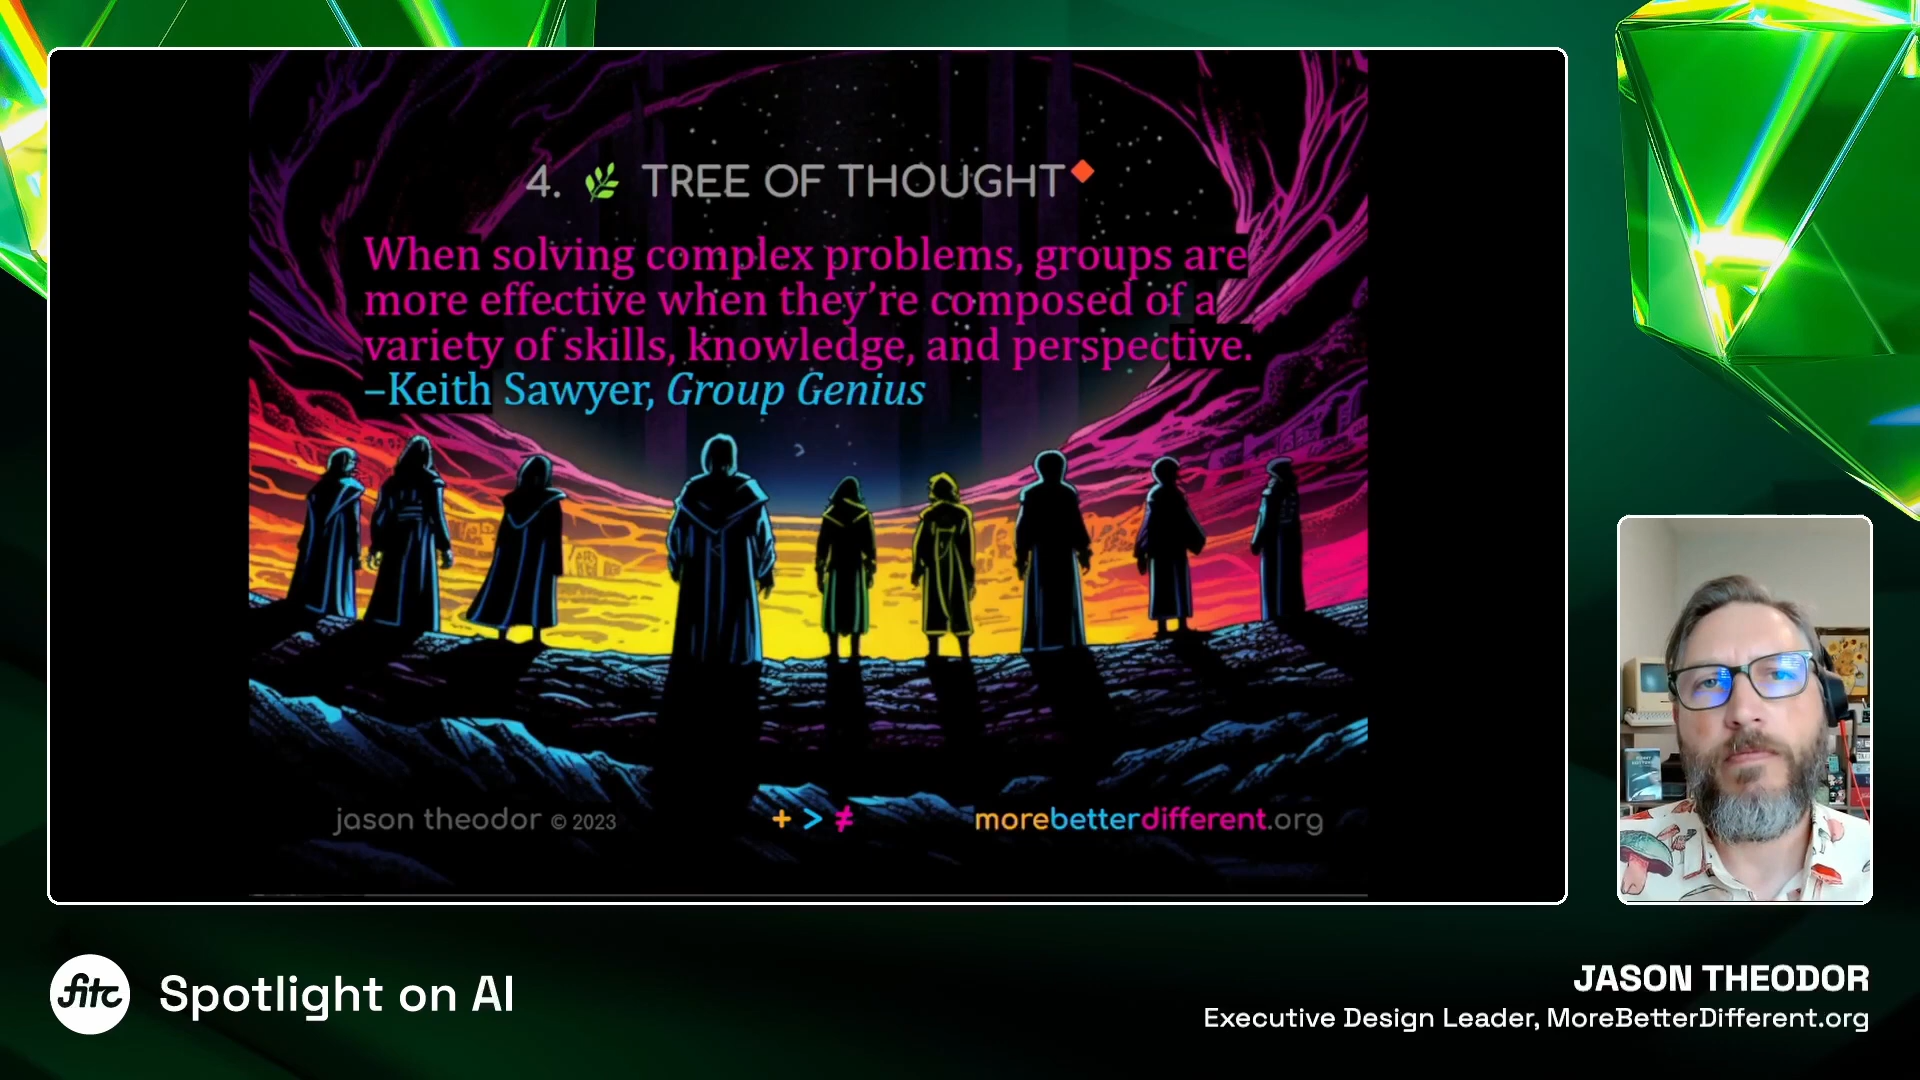 4. TREE OF THOUGHT
When solving complex problems, groups are
more effective when they’re composed of a
variety of skills, knowledge, and perspective.
–Keith Sawyer, Group Genius
jason theodor © 2023
+ > ≠
morebetterdifferent.org
fitc
Spotlight on AI
JASON THEODOR
Executive Design Leader, MoreBetterDifferent.org